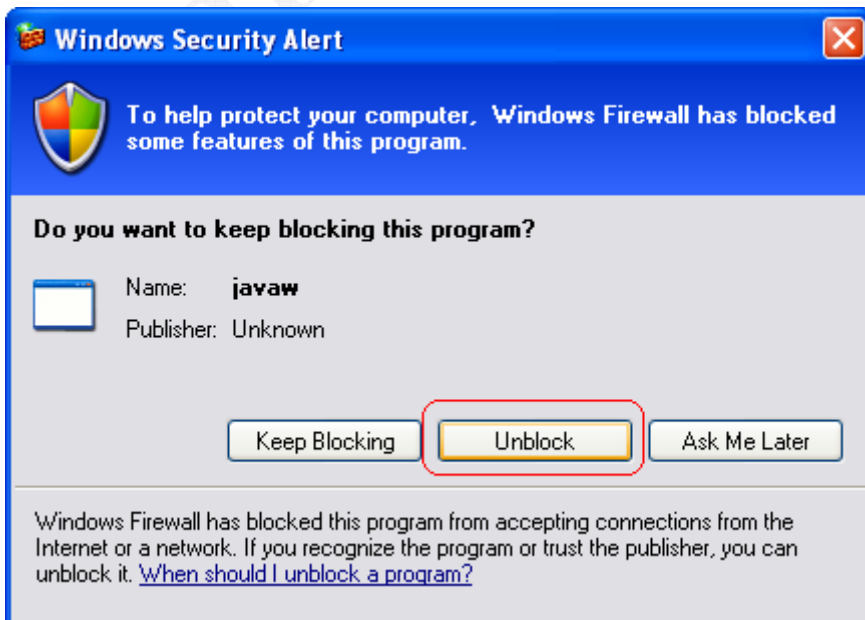 Windows Security Alert
To help protect your computer, Windows Firewall has blocked
some features of this program.
Do you want to keep blocking this program?
Name: javaw
Publisher: Unknown
Keep Blocking Unblock Ask Me Later
Windows Firewall has blocked this program from accepting connections from the
Internet or a network. If you recognize the program or trust the publisher, you can
unblock it. When should I unblock a program?